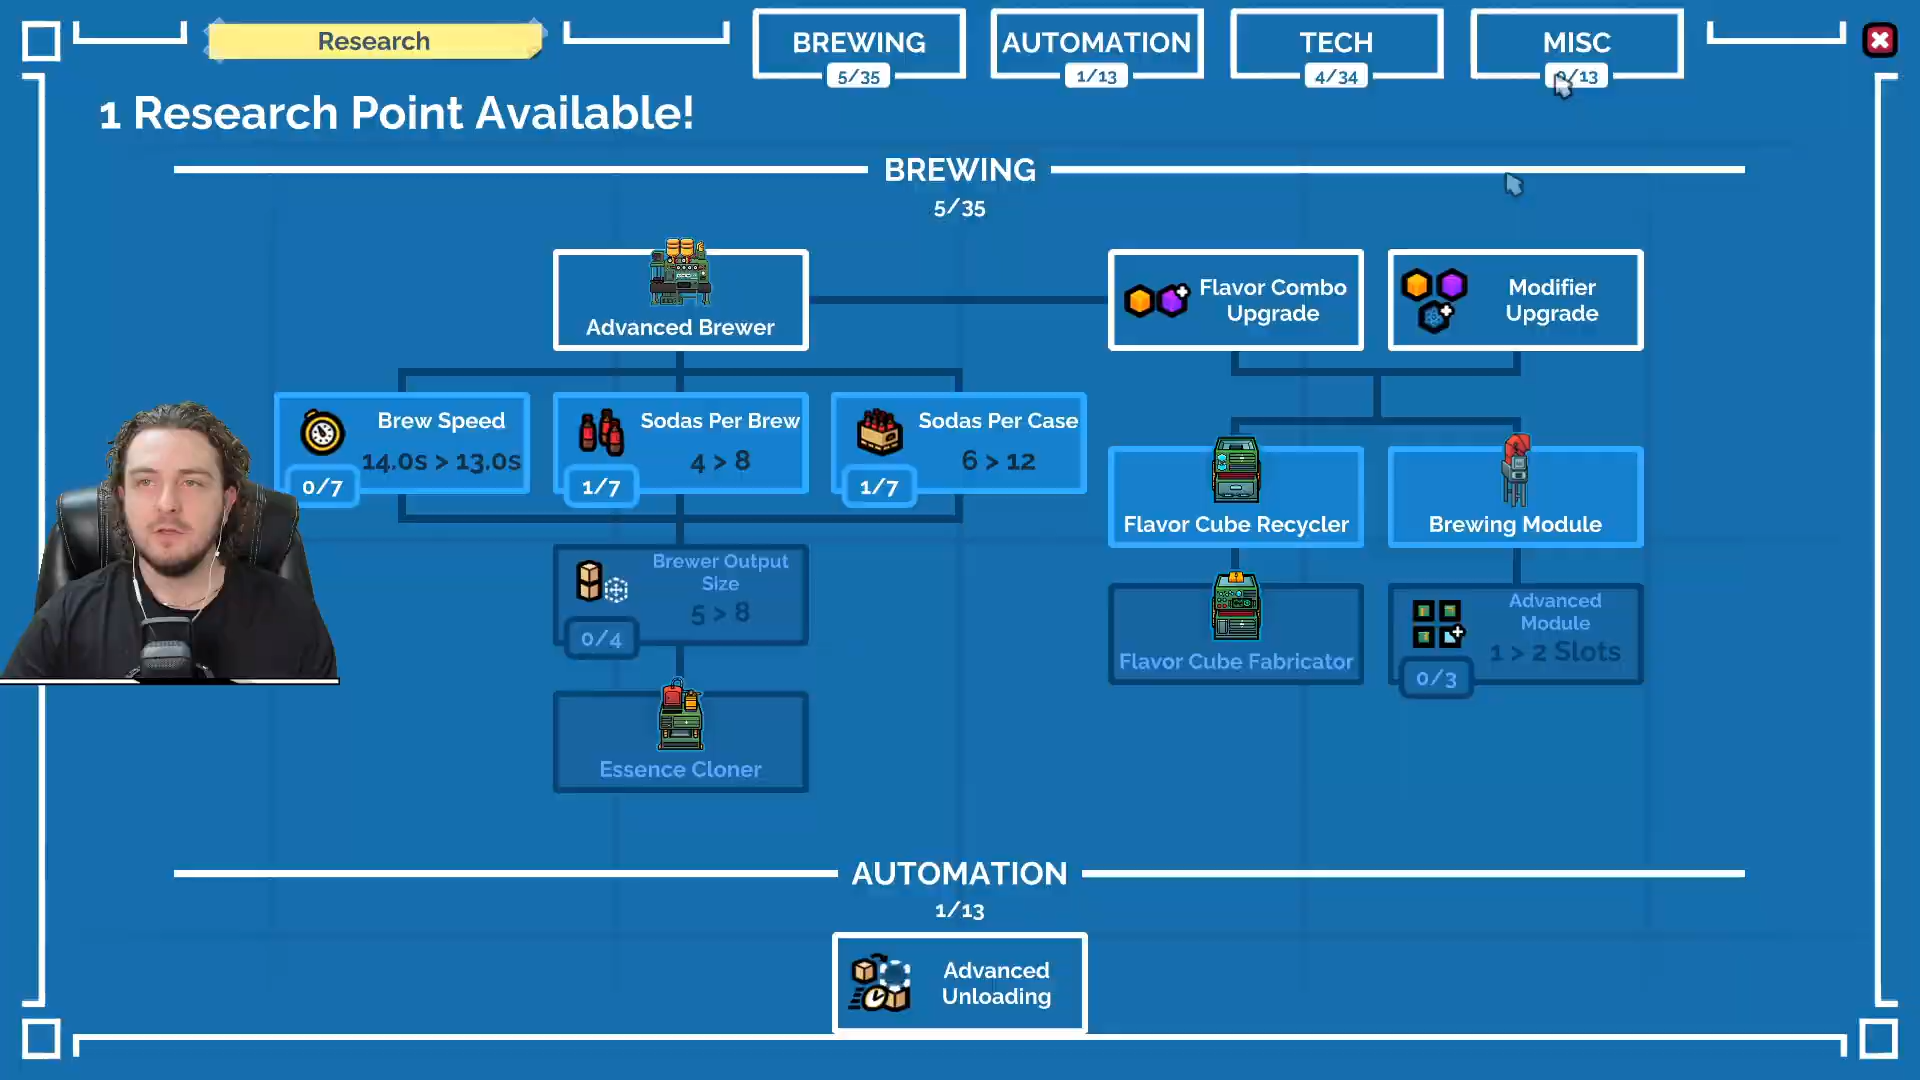 Research
BREWING
5/35
AUTOMATION
1/13
TECH
4/34
MISC
/13
1 Research Point Available!
BREWING
5/35
Advanced Brewer
Flavor Combo
Upgrade
Modifier
Upgrade
Brew Speed
14.0s > 13.0s
0/7
Sodas Per Brew
4 > 8
1/7
Sodas Per Case
6 > 12
1/7
Flavor Cube Recycler
Brewing Module
Brewer Output
Size
5 > 8
0/4
Flavor Cube Fabricator
Advanced
Module
1 > 2 Slots
0/3
Essence Cloner
AUTOMATION
1/13
Advanced
Unloading